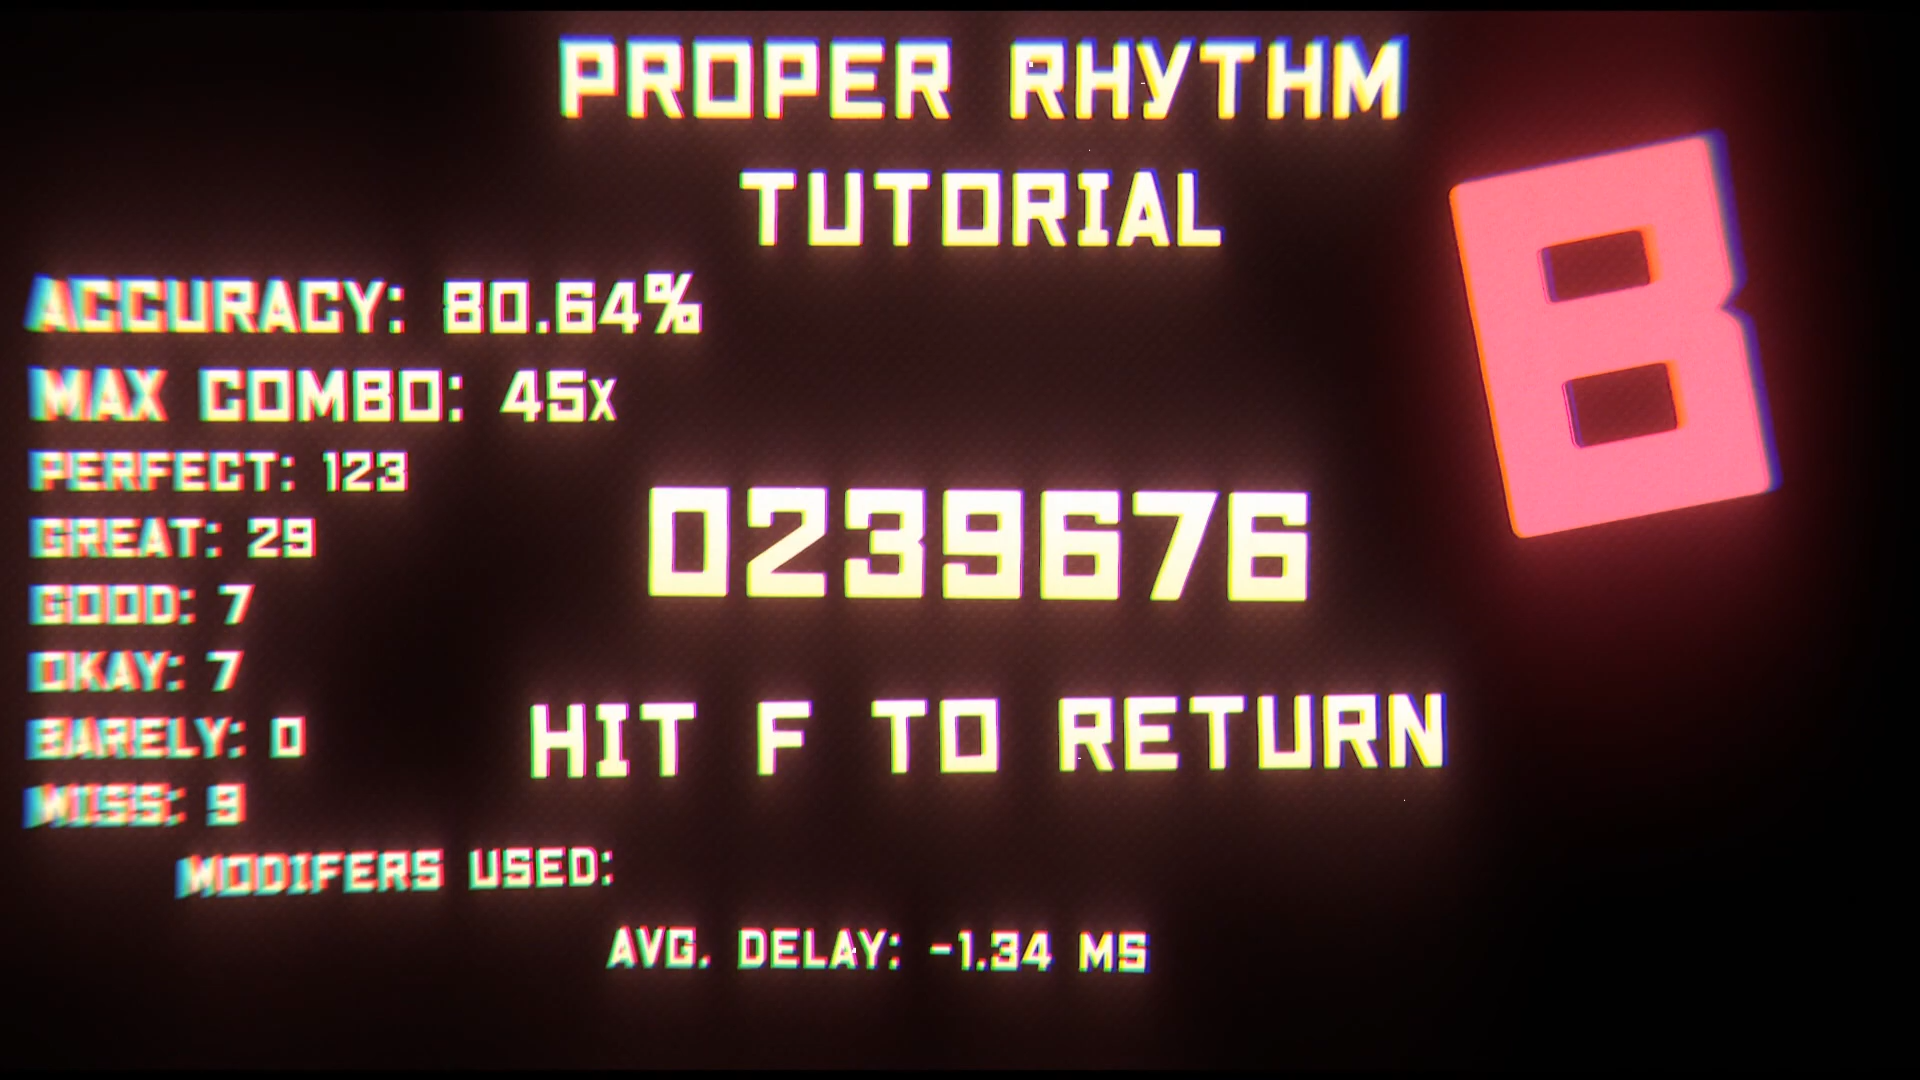 PROPER RHYTHM
TUTORIAL
B
ACCURACY: 80.64%
MAX COMBO: 45x
PERFECT: 123
GREAT: 29
GOOD: 7
OKAY: 7
BARELY: 0
MISS: 9
0239676
HIT F TO RETURN
MODIFERS USED:
AVG. DELAY: -1.34 MS